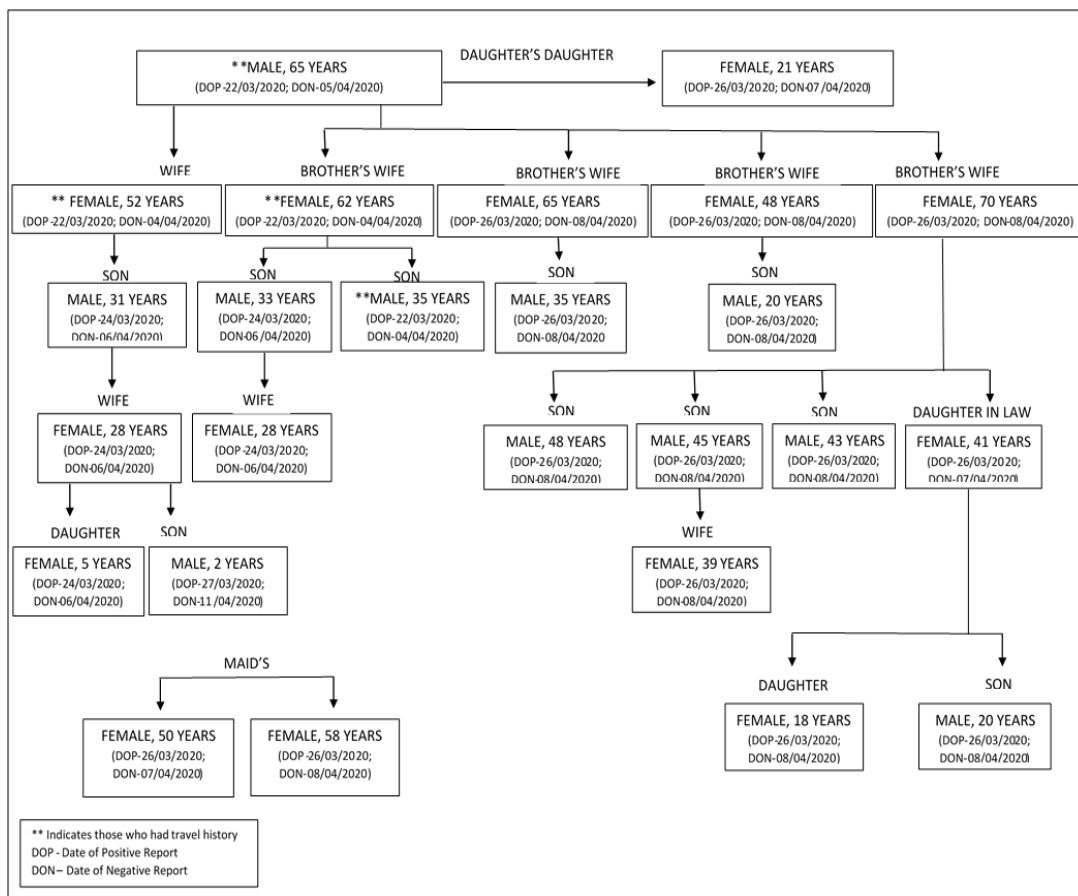 DAUGHTER'S DAUGHTER
**MALE, 65 YEARS
(DOP-22/03/2020; DON-05/04/2020)
FEMALE, 21 YEARS
(DOP-26/03/2020; DON-07/04/2020)
WIFE
BROTHER'S WIFE
BROTHER'S WIFE
BROTHER'S WIFE
BROTHER'S WIFE
** FEMALE, 52 YEARS
(DOP-22/03/2020; DON-04/04/2020)
**FEMALE, 62 YEARS
(DOP-22/03/2020; DON-04/04/2020)
FEMALE, 65 YEARS
(DOP-26/03/2020; DON-08/04/2020)
FEMALE, 48 YEARS
(DOP-26/03/2020; DON-08/04/2020)
FEMALE, 70 YEARS
(DOP-26/03/2020; DON-08/04/2020)
SON
SON
SON
SON
SON
MALE, 31 YEARS
(DOP-24/03/2020;
DON-06/04/2020)
MALE, 33 YEARS
(DOP-24/03/2020;
DON-06/04/2020)
**MALE, 35 YEARS
(DOP-22/03/2020;
DON-04/04/2020)
MALE, 35 YEARS
(DOP-26/03/2020;
DON-08/04/2020
MALE, 20 YEARS
(DOP-26/03/2020;
DON-08/04/2020)
WIFE
WIFE
SON
SON
SON
DAUGHTER IN LAW
FEMALE, 28 YEARS
(DOP-24/03/2020;
DON-06/04/2020)
FEMALE, 28 YEARS
(DOP-24/03/2020;
DON-06/04/2020)
MALE, 48 YEARS
(DOP-26/03/2020;
DON-08/04/2020)
MALE, 45 YEARS
(DOP-26/03/2020;
DON-08/04/2020)
MALE, 43 YEARS
(DOP-26/03/2020;
DON-08/04/2020)
FEMALE, 41 YEARS
(DOP-26/03/2020;
DON-07/04/2020)
DAUGHTER
SON
WIFE
FEMALE, 5 YEARS
(DOP-24/03/2020;
DON-06/04/2020)
MALE, 2 YEARS
(DOP-27/03/2020;
DON-11/04/2020)
FEMALE, 39 YEARS
(DOP-26/03/2020;
DON-08/04/2020)
MAID'S
DAUGHTER
SON
FEMALE, 50 YEARS
(DOP-26/03/2020;
DON-07/04/2020)
FEMALE, 58 YEARS
(DOP-26/03/2020;
DON-08/04/2020)
FEMALE, 18 YEARS
(DOP-26/03/2020;
DON-08/04/2020)
MALE, 20 YEARS
(DOP-26/03/2020;
DON-08/04/2020)
** Indicates those who had travel history
DOP - Date of Positive Report
DON – Date of Negative Report